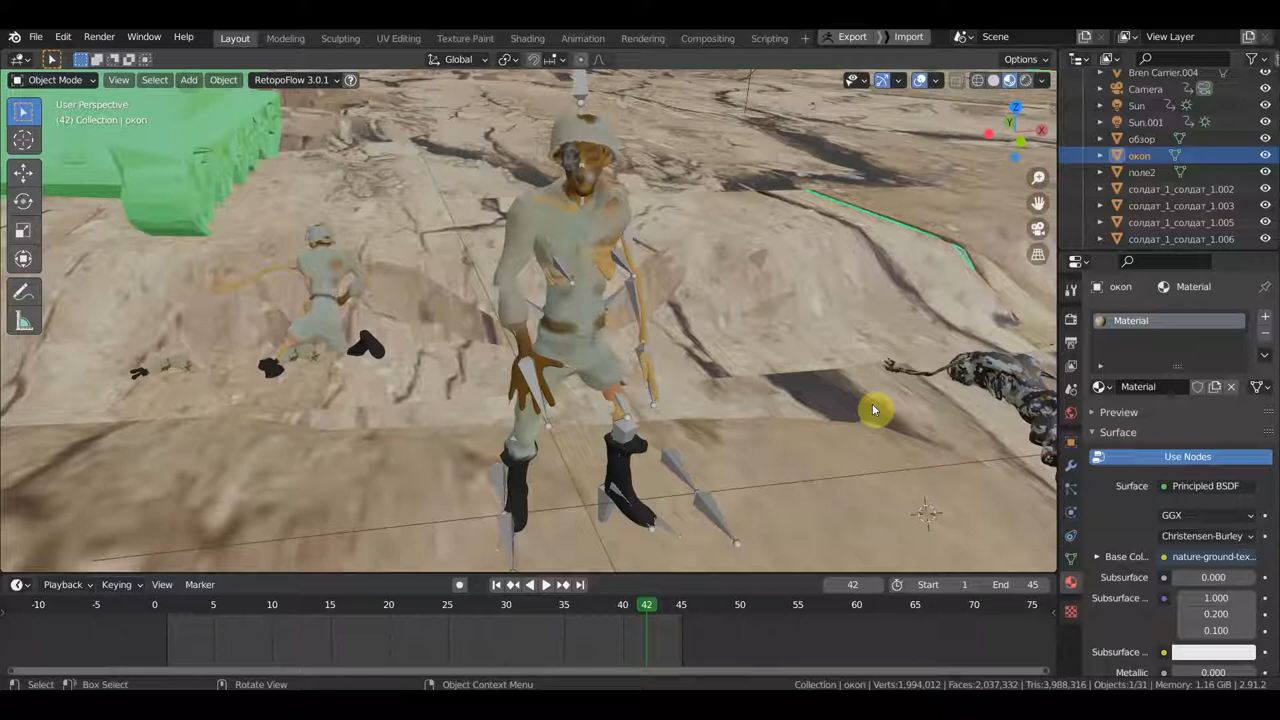 File Edit Render Window Help Layout Modeling Sculpting UV Editing Texture Paint Shading Animation Rendering Compositing Scripting + Export Import Scene View Layer
Global Options
Object Mode View Select Add Object RetopoFlow 3.0.1
User Perspective
(42) Collection | окоп
Z
Y
X
Bren Carrier.004
Camera
Sun
Sun.001
обзор
окоп
поле2
солдат_1_солдат_1.002
солдат_1_солдат_1.003
солдат_1_солдат_1.005
солдат_1_солдат_1.006
окоп Material
Material
Material
Preview
Surface
Use Nodes
Surface Principled BSDF
GGX
Christensen-Burley
Base Col... nature-ground-tex...
Subsurface 0.000
Subsurface ... 1.000
0.200
0.100
Subsurface ...
Metallic 0.000
Playback Keying View Marker 42 Start 1 End 45
-10 0 5 10 15 20 25 30 35 40 42 45 50 55 60 65 70 75
Select Box Select Rotate View Object Context Menu Collection | окоп | Verts:1,994,012 | Faces:2,037,332 | Tris:3,988,316 | Objects:1/31 | Memory: 1.16 GiB | 2.91.2